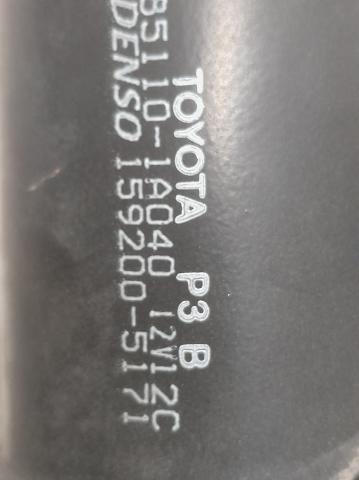 TOYOTA P3 B
85110-1A040 12V12C
DENSO 159200-5171